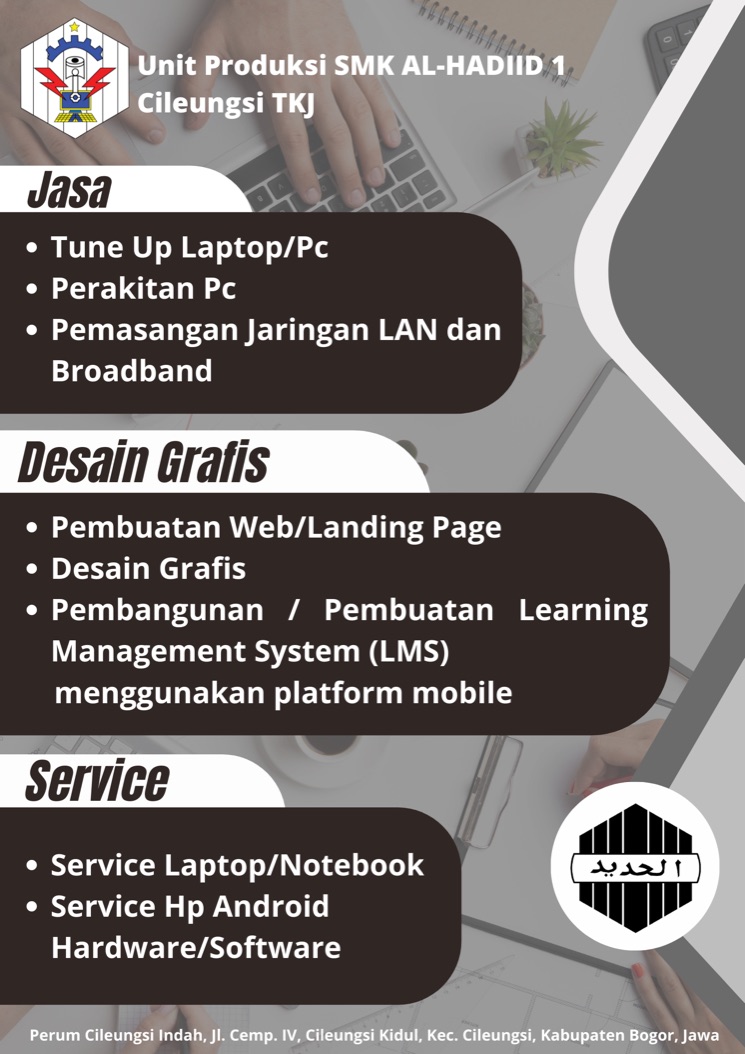 Unit Produksi SMK AL-HADIID 1
Cileungsi TKJ
Jasa
• Tune Up Laptop/Pc
• Perakitan Pc
• Pemasangan Jaringan LAN dan
Broadband
Desain Grafis
• Pembuatan Web/Landing Page
• Desain Grafis
• Pembangunan / Pembuatan Learning
Management System (LMS)
menggunakan platform mobile
Service
• Service Laptop/Notebook
• Service Hp Android
Hardware/Software
الحديد
Perum Cileungsi Indah, Jl. Cemp. IV, Cileungsi Kidul, Kec. Cileungsi, Kabupaten Bogor, Jawa